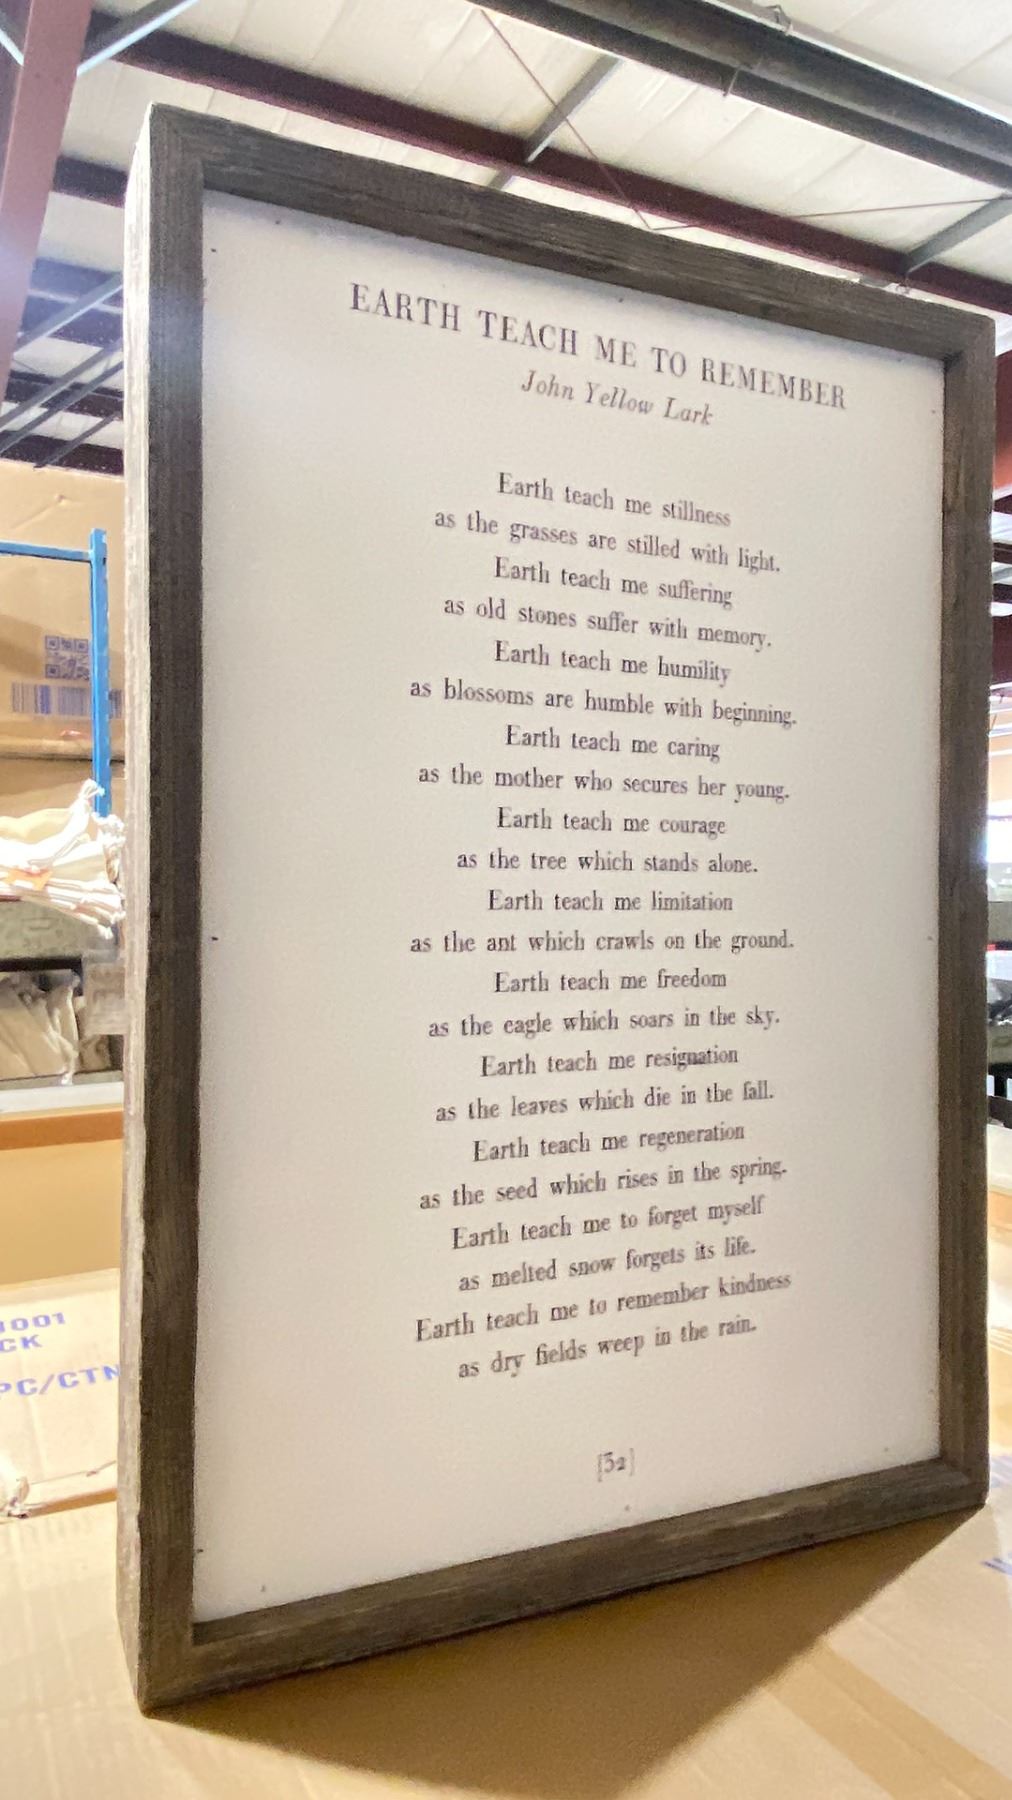 EARTH TEACH ME TO REMEMBER
John Yellow Lark
Earth teach me stillness
as the grasses are stilled with light.
Earth teach me suffering
as old stones suffer with memory.
Earth teach me humility
as blossoms are humble with beginning.
Earth teach me caring
as the mother who secures her young.
Earth teach me courage
as the tree which stands alone.
Earth teach me limitation
as the ant which crawls on the ground.
Earth teach me freedom
as the eagle which soars in the sky.
Earth teach me resignation
as the leaves which die in the fall.
Earth teach me regeneration
as the seed which rises in the spring.
Earth teach me to forget myself
as melted snow forgets its life.
Earth teach me to remember kindness
as dry fields weep in the rain.
[32]
1001
CK
PC/CTN